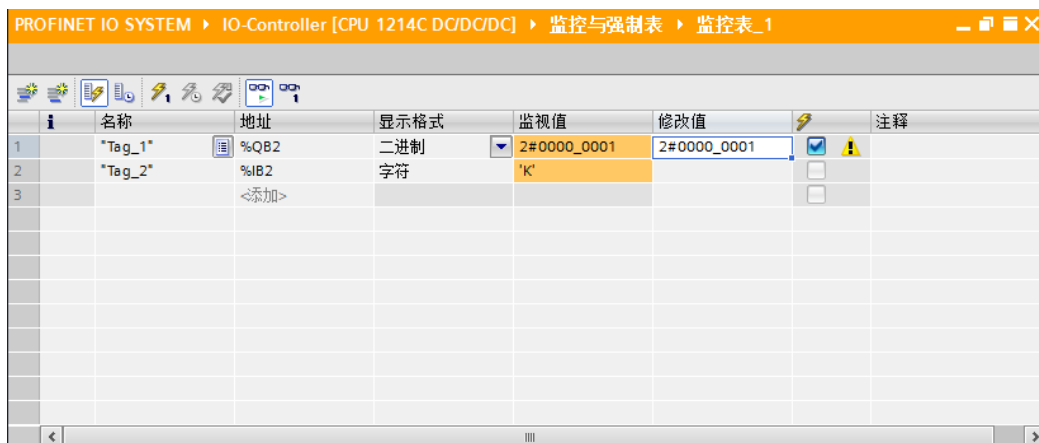 PROFINET IO SYSTEM ▸ IO-Controller [CPU 1214C DC/DC/DC] ▸ 监控与强制表 ▸ 监控表_1
i 名称 地址 显示格式 监视值 修改值 注释
1 "Tag_1" %QB2 二进制 2#0000_0001 2#0000_0001
2 "Tag_2" %IB2 字符 'K'
3 <添加>